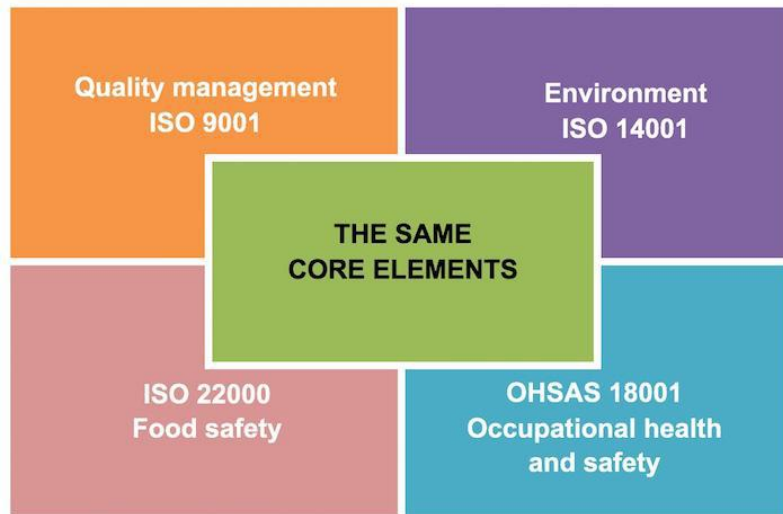 Quality management
ISO 9001
Environment
ISO 14001
THE SAME
CORE ELEMENTS
ISO 22000
Food safety
OHSAS 18001
Occupational health
and safety